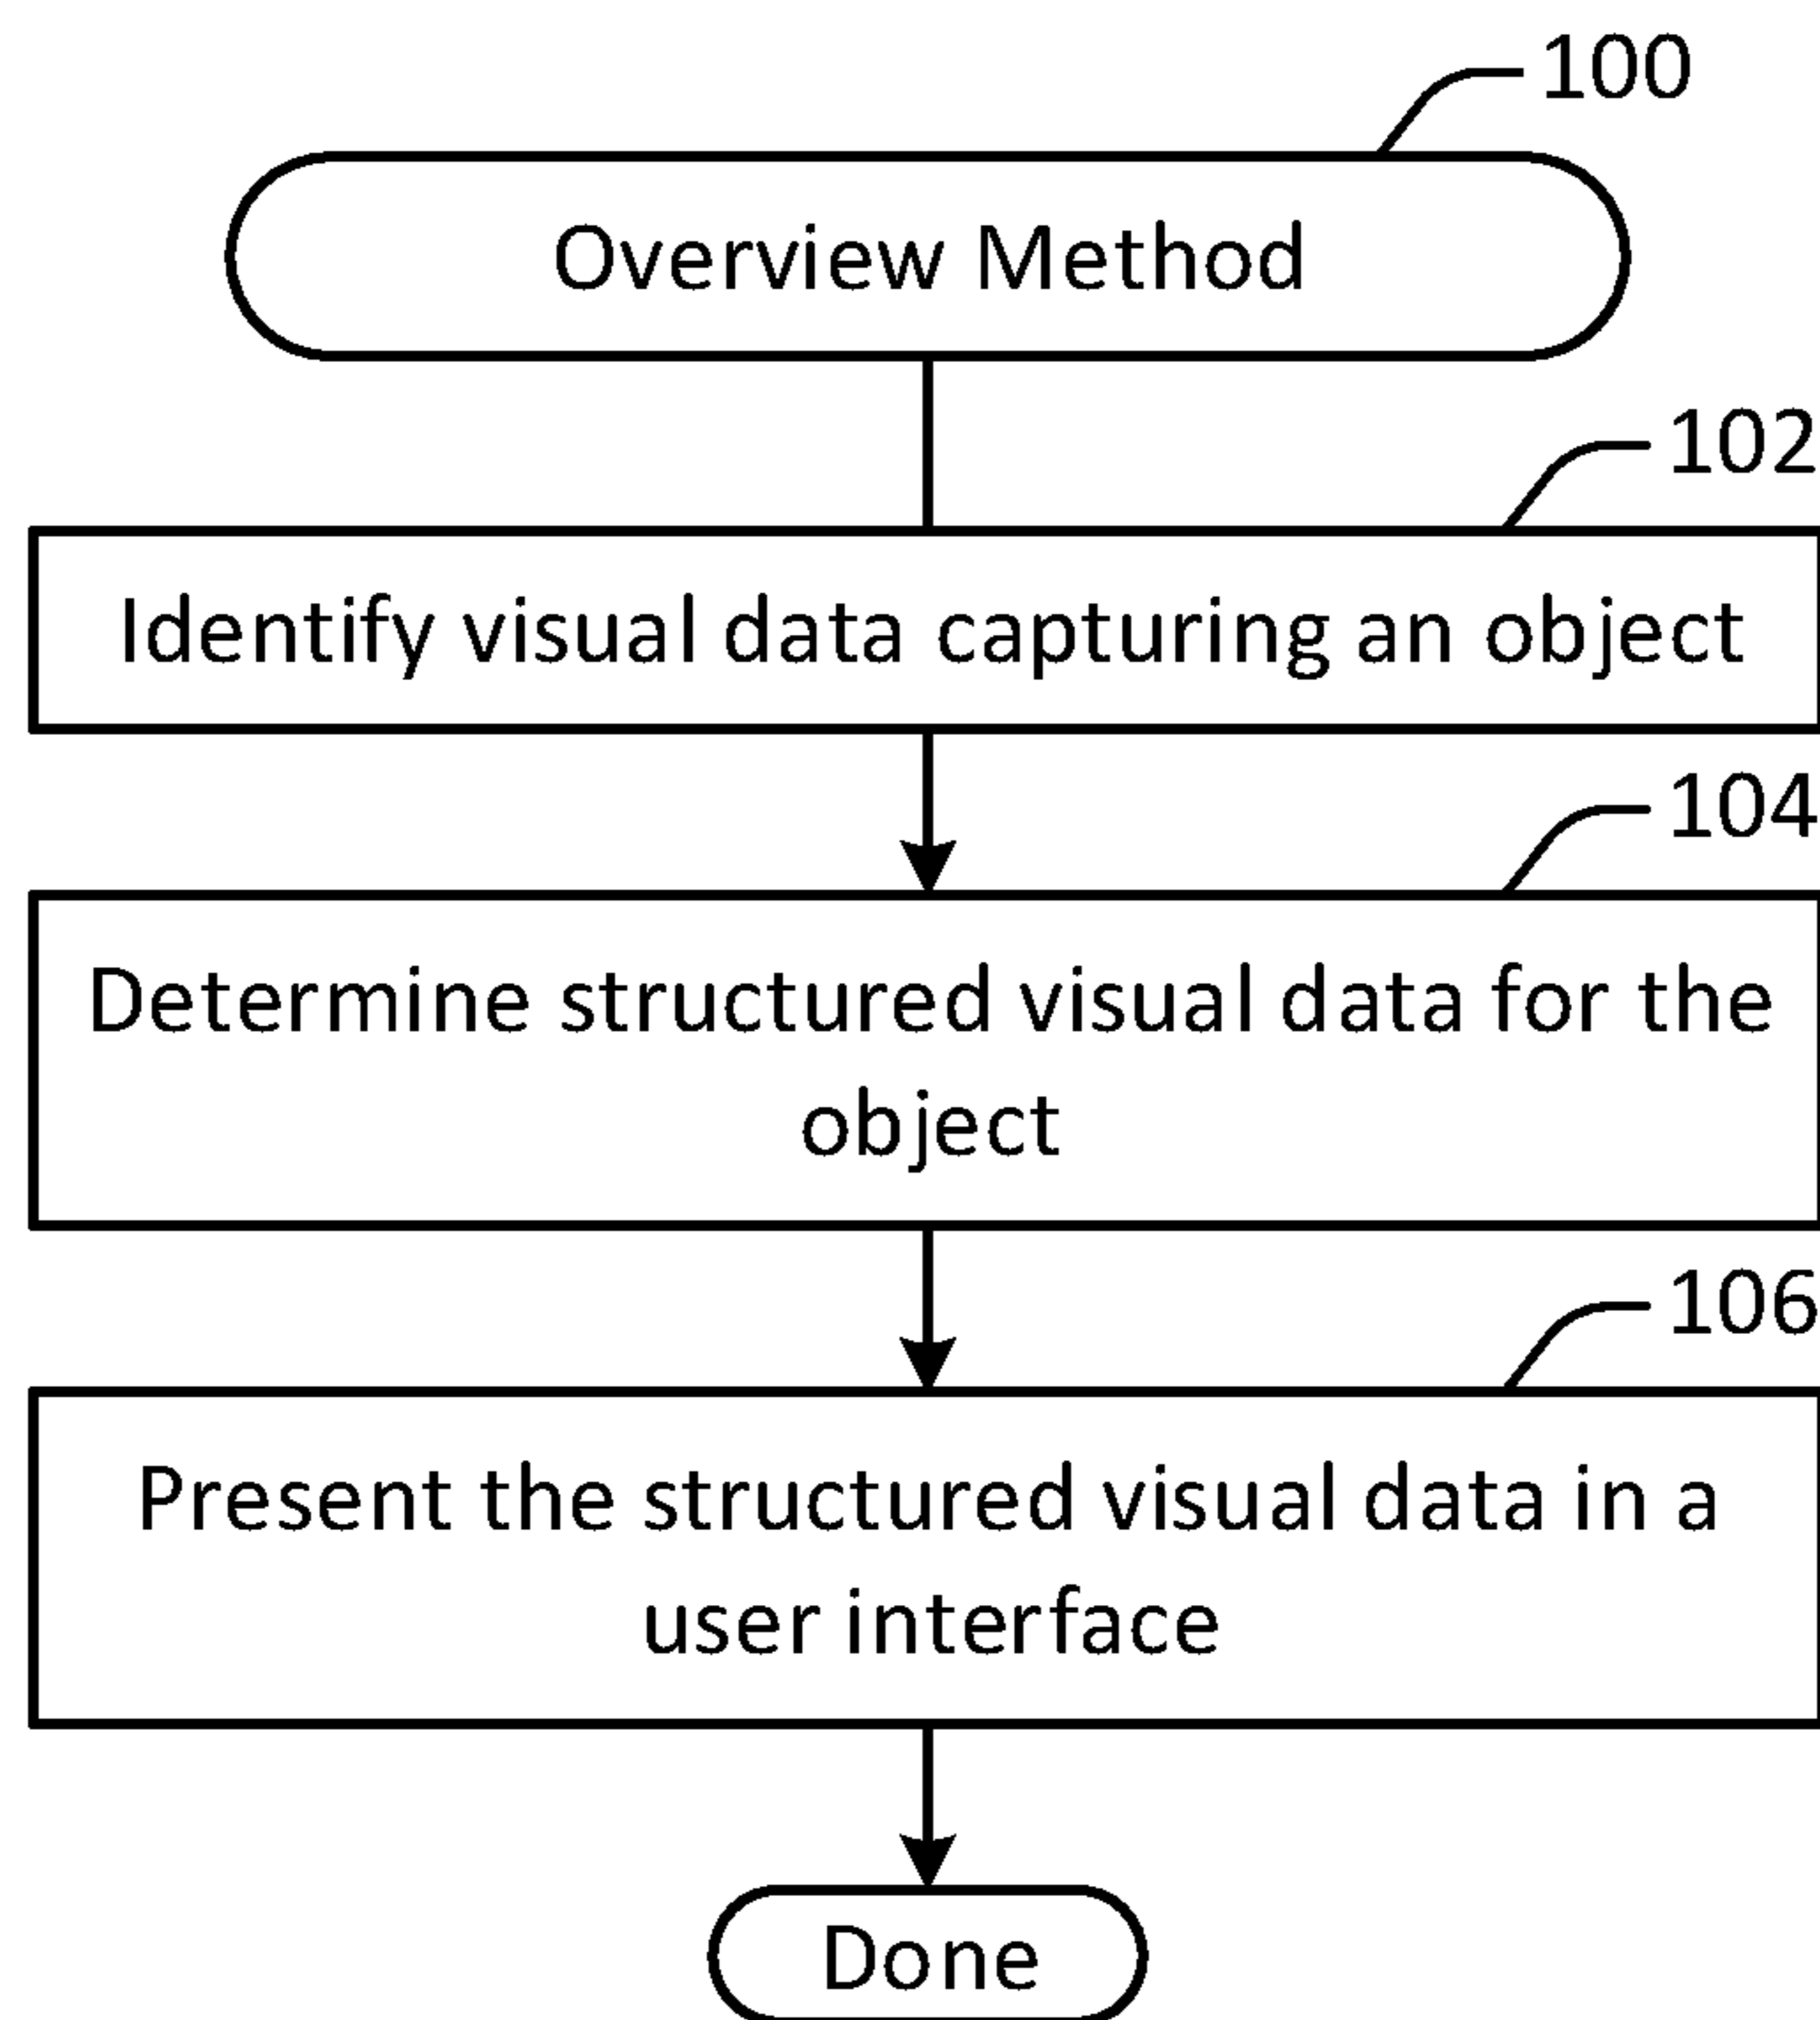 100
Overview Method
102
Identify visual data capturing an object
104
Determine structured visual data for the
object
106
Present the structured visual data in a
user interface
Done